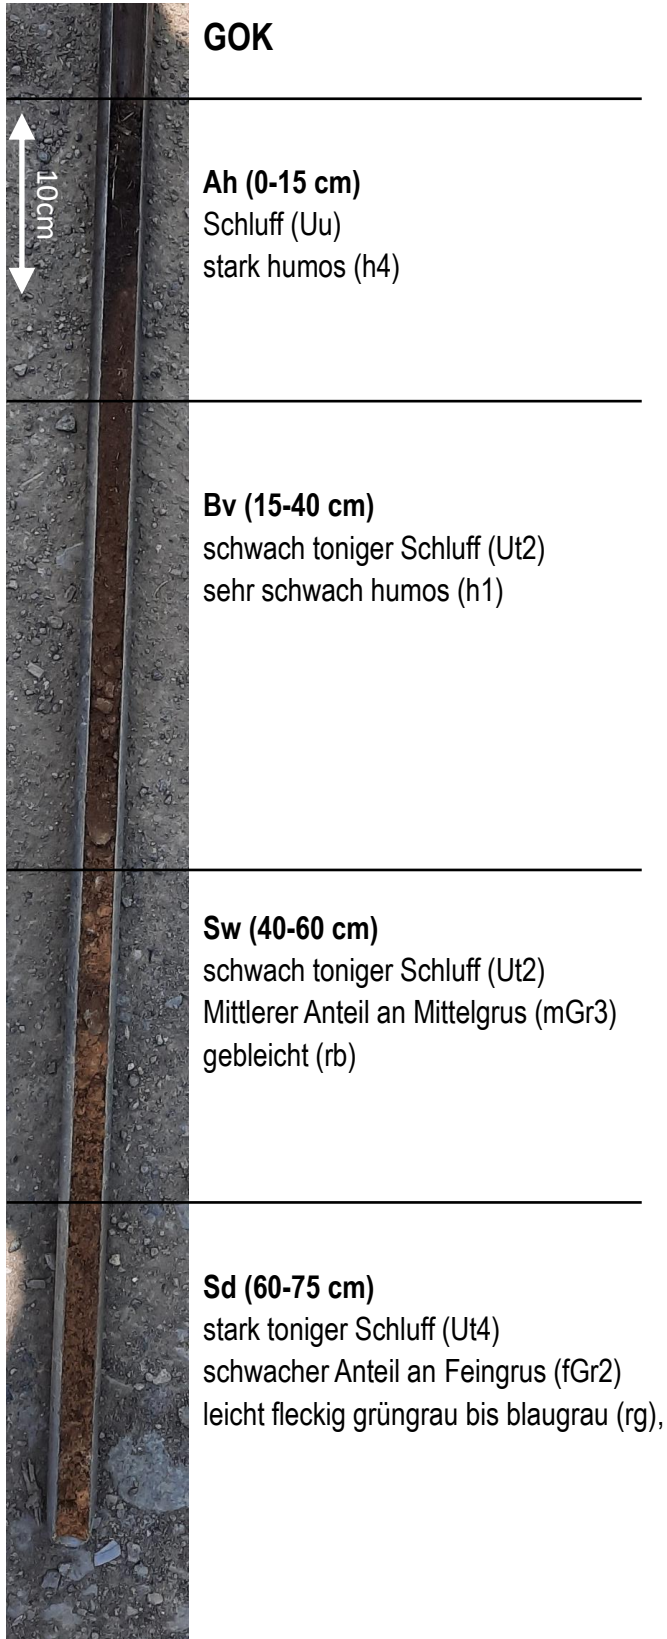 GOK
10cm
Ah (0-15 cm)
Schluff (Uu)
stark humos (h4)
Bv (15-40 cm)
schwach toniger Schluff (Ut2)
sehr schwach humos (h1)
Sw (40-60 cm)
schwach toniger Schluff (Ut2)
Mittlerer Anteil an Mittelgrus (mGr3)
gebleicht (rb)
Sd (60-75 cm)
stark toniger Schluff (Ut4)
schwacher Anteil an Feingrus (fGr2)
leicht fleckig grüngrau bis blaugrau (rg),